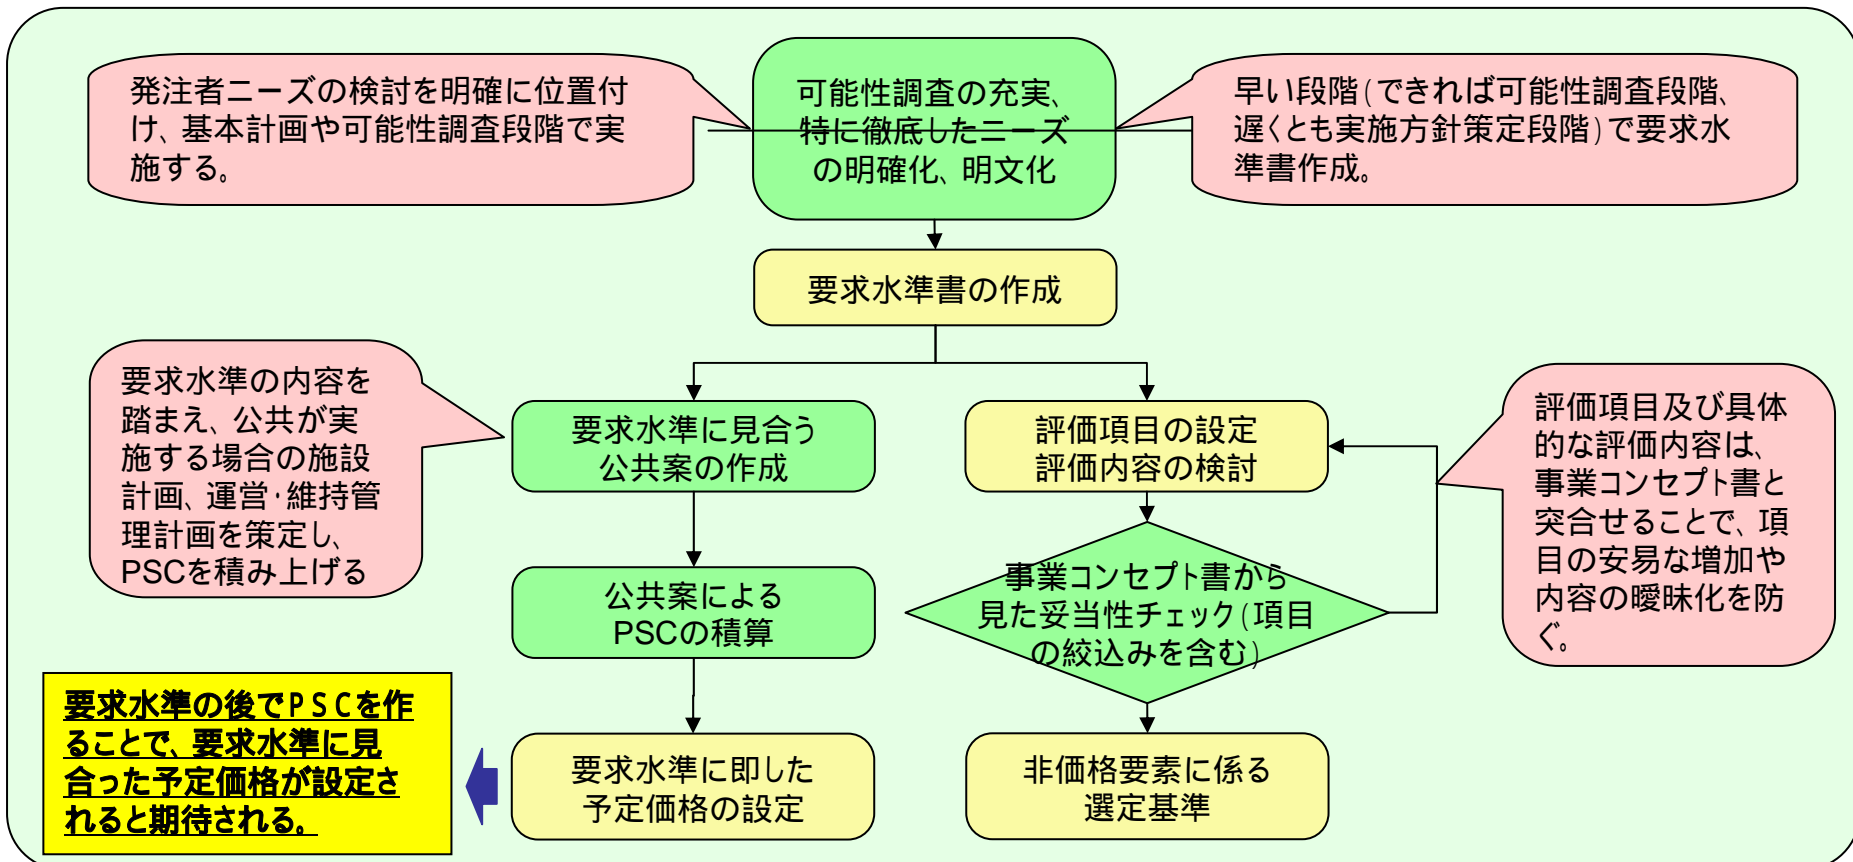 発注者ニーズの検討を明確に位置付
け、基本計画や可能性調査段階で実
施する。
可能性調査の充実、
特に徹底したニーズ
の明確化、明文化
早い段階(できれば可能性調査段階、
遅くとも実施方針策定段階)で要求水
準書作成。
要求水準書の作成
要求水準の内容を
踏まえ、公共が実
施する場合の施設
計画、運営・維持管
理計画を策定し、
PSCを積み上げる
要求水準に見合う
公共案の作成
評価項目の設定
評価内容の検討
評価項目及び具体
的な評価内容は、
事業コンセプト書と
突合せることで、項
目の安易な増加や
内容の曖昧化を防
ぐ。
公共案による
PSCの積算
事業コンセプト書から
見た妥当性チェック(項目
の絞込みを含む)
要求水準の後でPSCを作
ることで、要求水準に見
合った予定価格が設定さ
れると期待される。
要求水準に即した
予定価格の設定
非価格要素に係る
選定基準